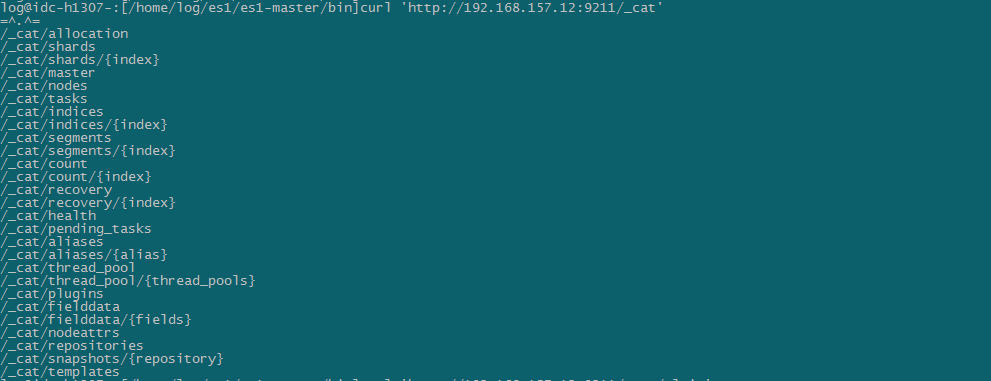 log@idc-h1307-:[/home/log/es1/es1-master/bin]curl 'http://192.168.157.12:9211/_cat'
=^.^=
/_cat/allocation
/_cat/shards
/_cat/shards/{index}
/_cat/master
/_cat/nodes
/_cat/tasks
/_cat/indices
/_cat/indices/{index}
/_cat/segments
/_cat/segments/{index}
/_cat/count
/_cat/count/{index}
/_cat/recovery
/_cat/recovery/{index}
/_cat/health
/_cat/pending_tasks
/_cat/aliases
/_cat/aliases/{alias}
/_cat/thread_pool
/_cat/thread_pool/{thread_pools}
/_cat/plugins
/_cat/fielddata
/_cat/fielddata/{fields}
/_cat/nodeattrs
/_cat/repositories
/_cat/snapshots/{repository}
/_cat/templates